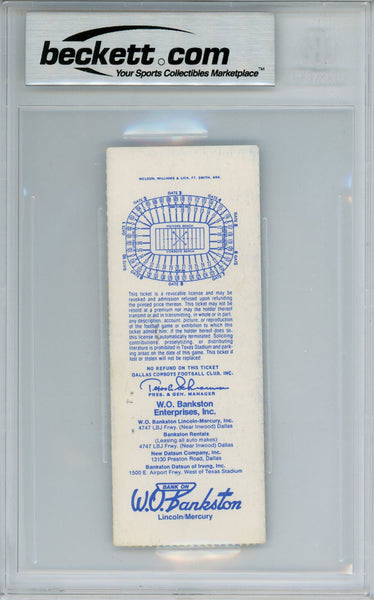 beckett.com
Your Sports Collectibles Marketplace™
WELDON, WILLIAMS & LICK, FT. SMITH, ARK.
GATE 3
VISITORS BENCH
COWBOYS BENCH
This ticket is a revocable license and may be
revoked and admission refused upon refunding
the printed price thereon. This ticket may not be
resold at a premium nor may the holder thereof
transmit or aid in transmitting, in whole or in part,
any description, account, picture, or reproduction
of the football game or exhibition to which this
ticket admits him. If the holder hereof does so,
this license is automatically terminated. Soliciting
contributions, proselytizing, or distributing
literature is prohibited in Texas Stadium and park-
ing areas on the date of this game. This ticket if
lost or stolen will not be replaced.
NO REFUND ON THIS TICKET
DALLAS COWBOYS FOOTBALL CLUB, INC.
PRES. & GEN. MANAGER
W.O. Bankston
Enterprises, Inc.
W.O. Bankston Lincoln-Mercury, Inc.
4747 LBJ Frwy. (Near Inwood) Dallas
Bankston Rentals
(Leasing all auto makes)
4747 LBJ Frwy. (Near Inwood) Dallas
New Datsun Company, Inc.
13130 Preston Road, Dallas
Bankston Datsun of Irving, Inc.
1500 E. Airport Frwy. West of Texas Stadium
BANK ON
W.O. Bankston
Lincoln/Mercury